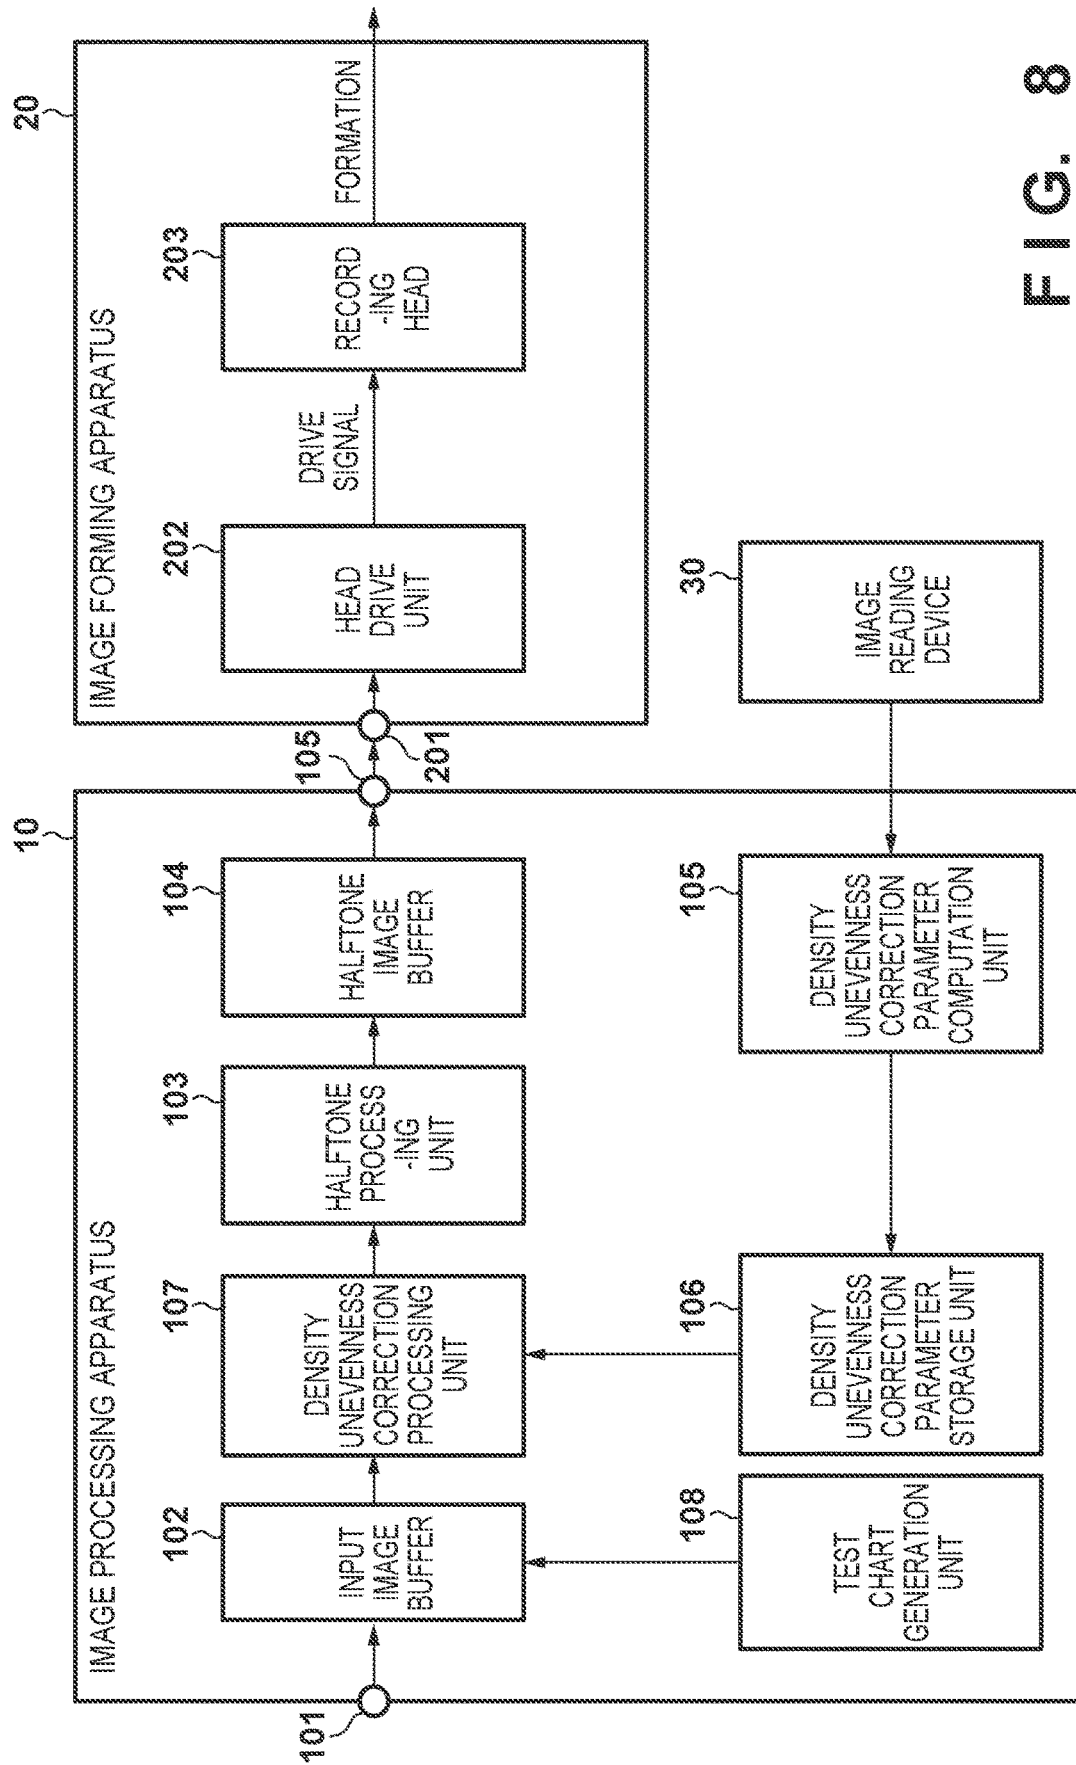 10
IMAGE PROCESSING APPARATUS
101
102
INPUT
IMAGE
BUFFER
107
DENSITY
UNEVENNESS
CORRECTION
PROCESSING
UNIT
103
HALFTONE
PROCESS
-ING
UNIT
104
HALFTONE
IMAGE
BUFFER
105
108
TEST
CHART
GENERATION
UNIT
106
DENSITY
UNEVENNESS
CORRECTION
PARAMETER
STORAGE UNIT
105
DENSITY
UNEVENNESS
CORRECTION
PARAMETER
COMPUTATION
UNIT
30
IMAGE
READING
DEVICE
20
IMAGE FORMING APPARATUS
201
202
HEAD
DRIVE
UNIT
DRIVE
SIGNAL
203
RECORD
-ING
HEAD
FORMATION
FIG. 8